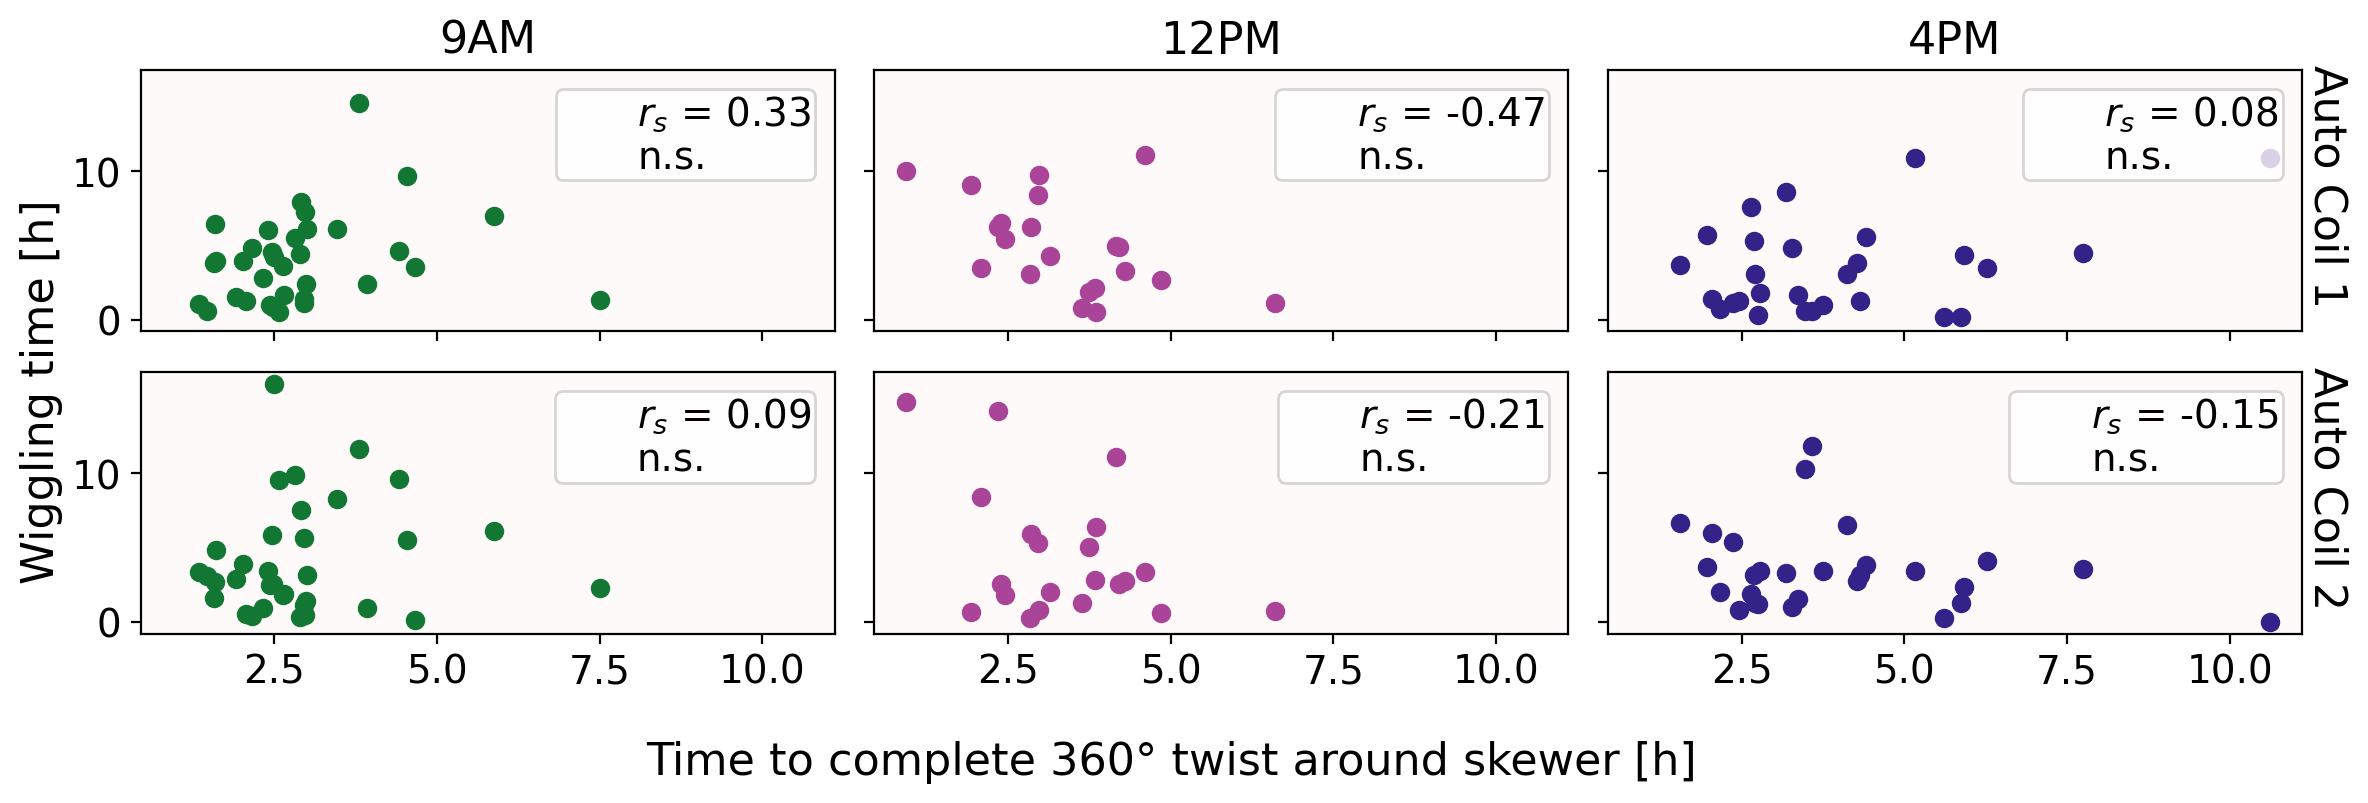 9AM
12PM
4PM
Wiggling time [h]
10
0
r_s = 0.33
n.s.
r_s = -0.47
n.s.
r_s = 0.08
n.s.
Auto Coil 1
10
0
r_s = 0.09
n.s.
r_s = -0.21
n.s.
r_s = -0.15
n.s.
Auto Coil 2
2.5 5.0 7.5 10.0
2.5 5.0 7.5 10.0
2.5 5.0 7.5 10.0
Time to complete 360° twist around skewer [h]